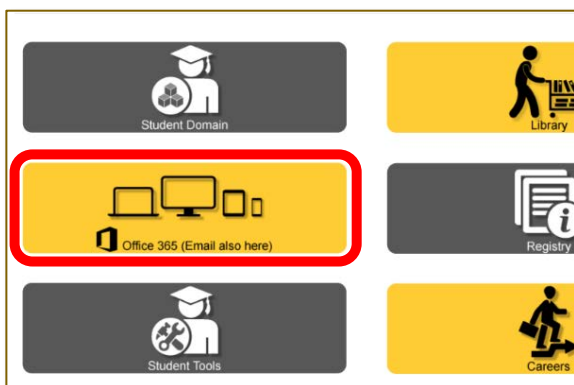 Student Domain
Library
Office 365 (Email also here)
Registry
Student Tools
Careers